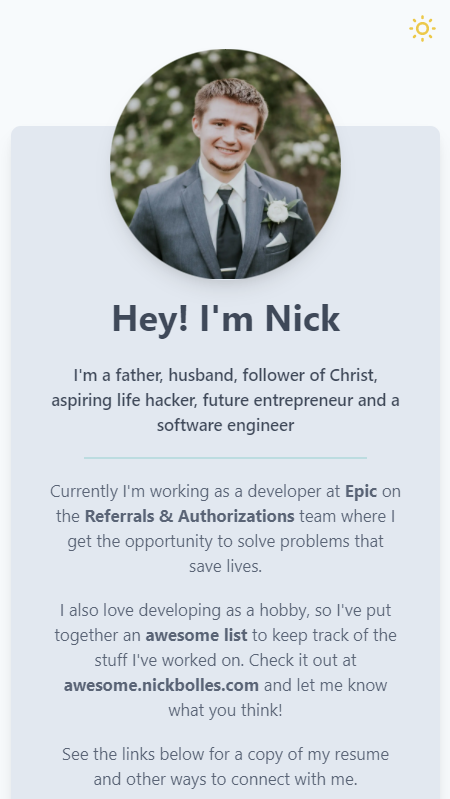 Hey! I'm Nick
I'm a father, husband, follower of Christ,
aspiring life hacker, future entrepreneur and a
software engineer
Currently I'm working as a developer at Epic on
the Referrals & Authorizations team where I
get the opportunity to solve problems that
save lives.
I also love developing as a hobby, so I've put
together an awesome list to keep track of the
stuff I've worked on. Check it out at
awesome.nickbolles.com and let me know
what you think!
See the links below for a copy of my resume
and other ways to connect with me.